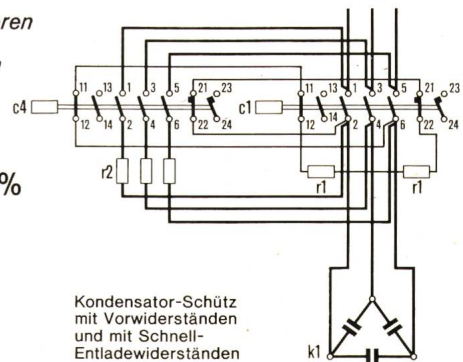 eren
%
11 13 1 3 5 21 23
11 13 1 3 5 21 23
c4
c1
12 14 2 4 6 22 24
12 14 2 4 6 22 24
r2
r1
r1
Kondensator-Schütz
mit Vorwiderständen
und mit Schnell-
Entladewiderständen
k1